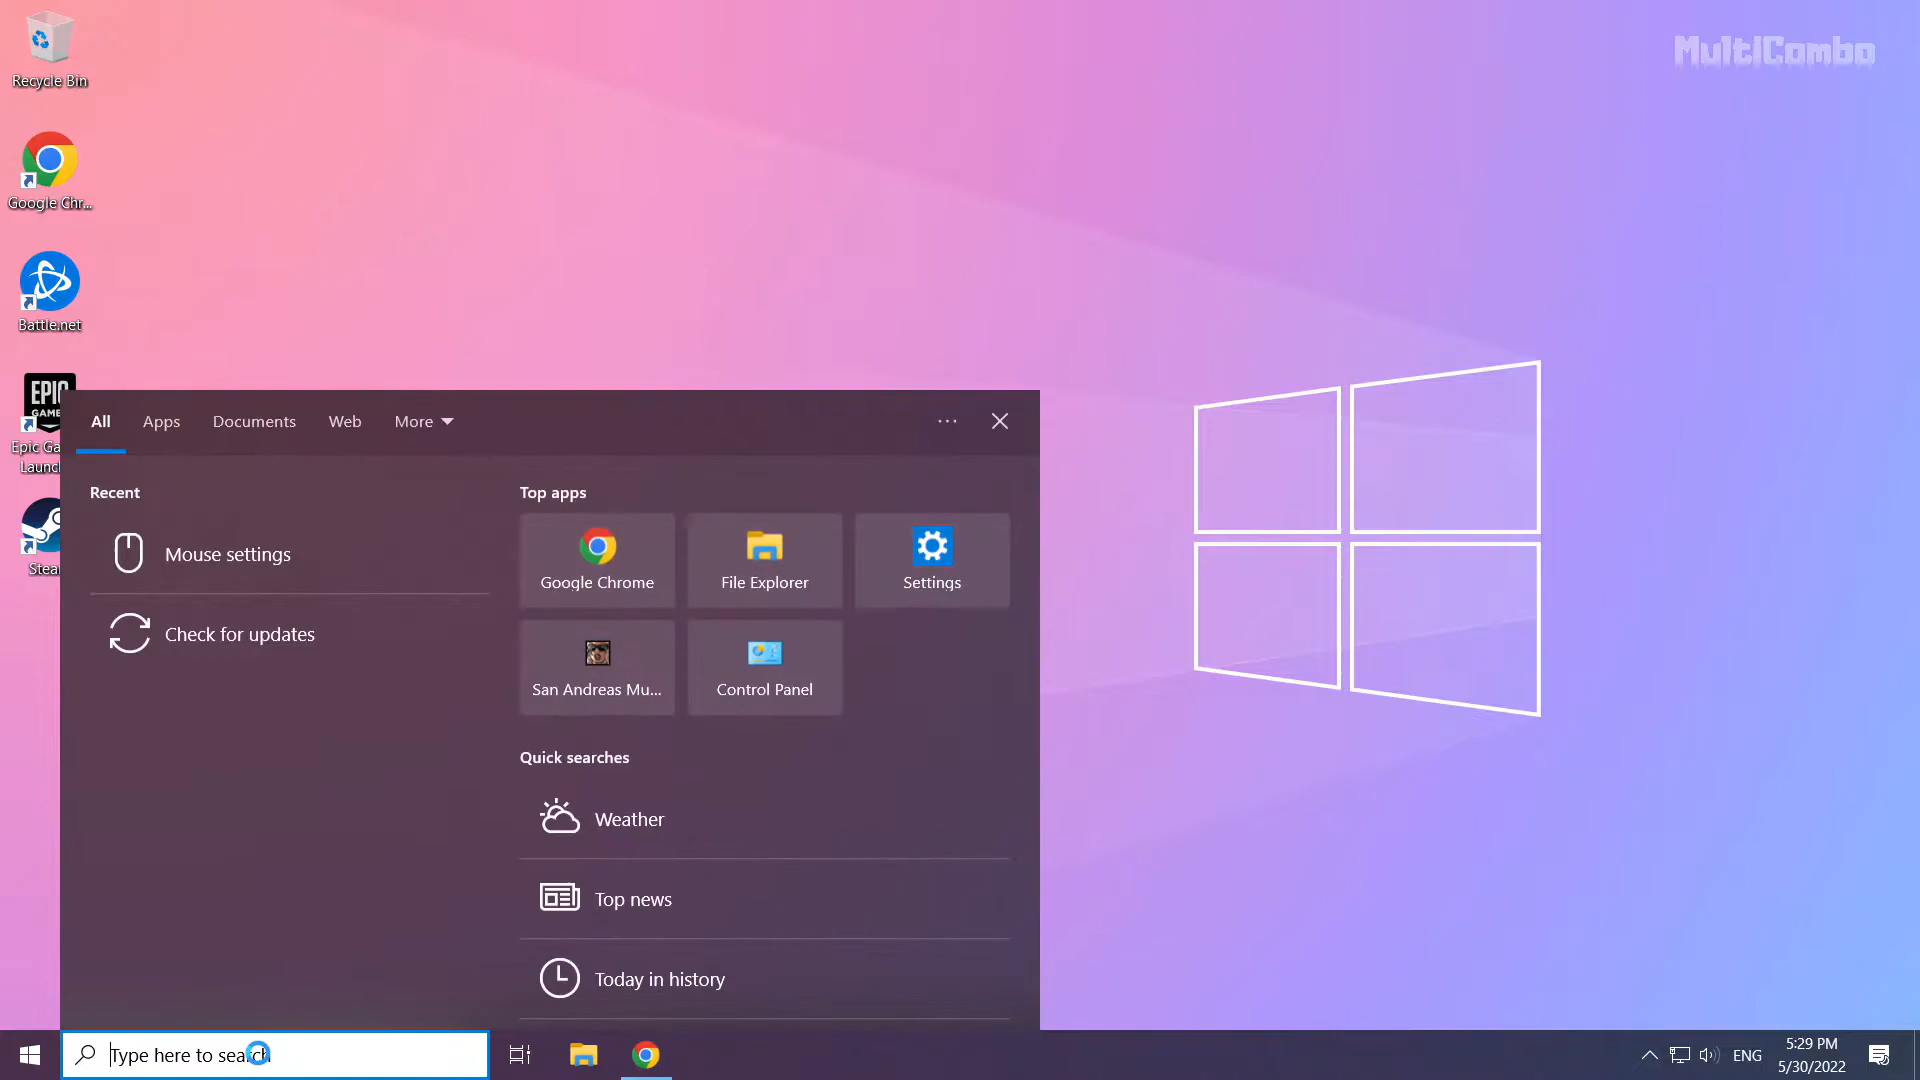 MultiCombo
Recycle Bin
Google Chr...
Battle.net
EPIC
GAME
Epic Ga
Launc
Stea
All
Apps
Documents
Web
More
Recent
Mouse settings
Check for updates
Top apps
Google Chrome
File Explorer
Settings
San Andreas Mu...
Control Panel
Quick searches
Weather
Top news
Today in history
Type here to search
ENG
5:29 PM
5/30/2022